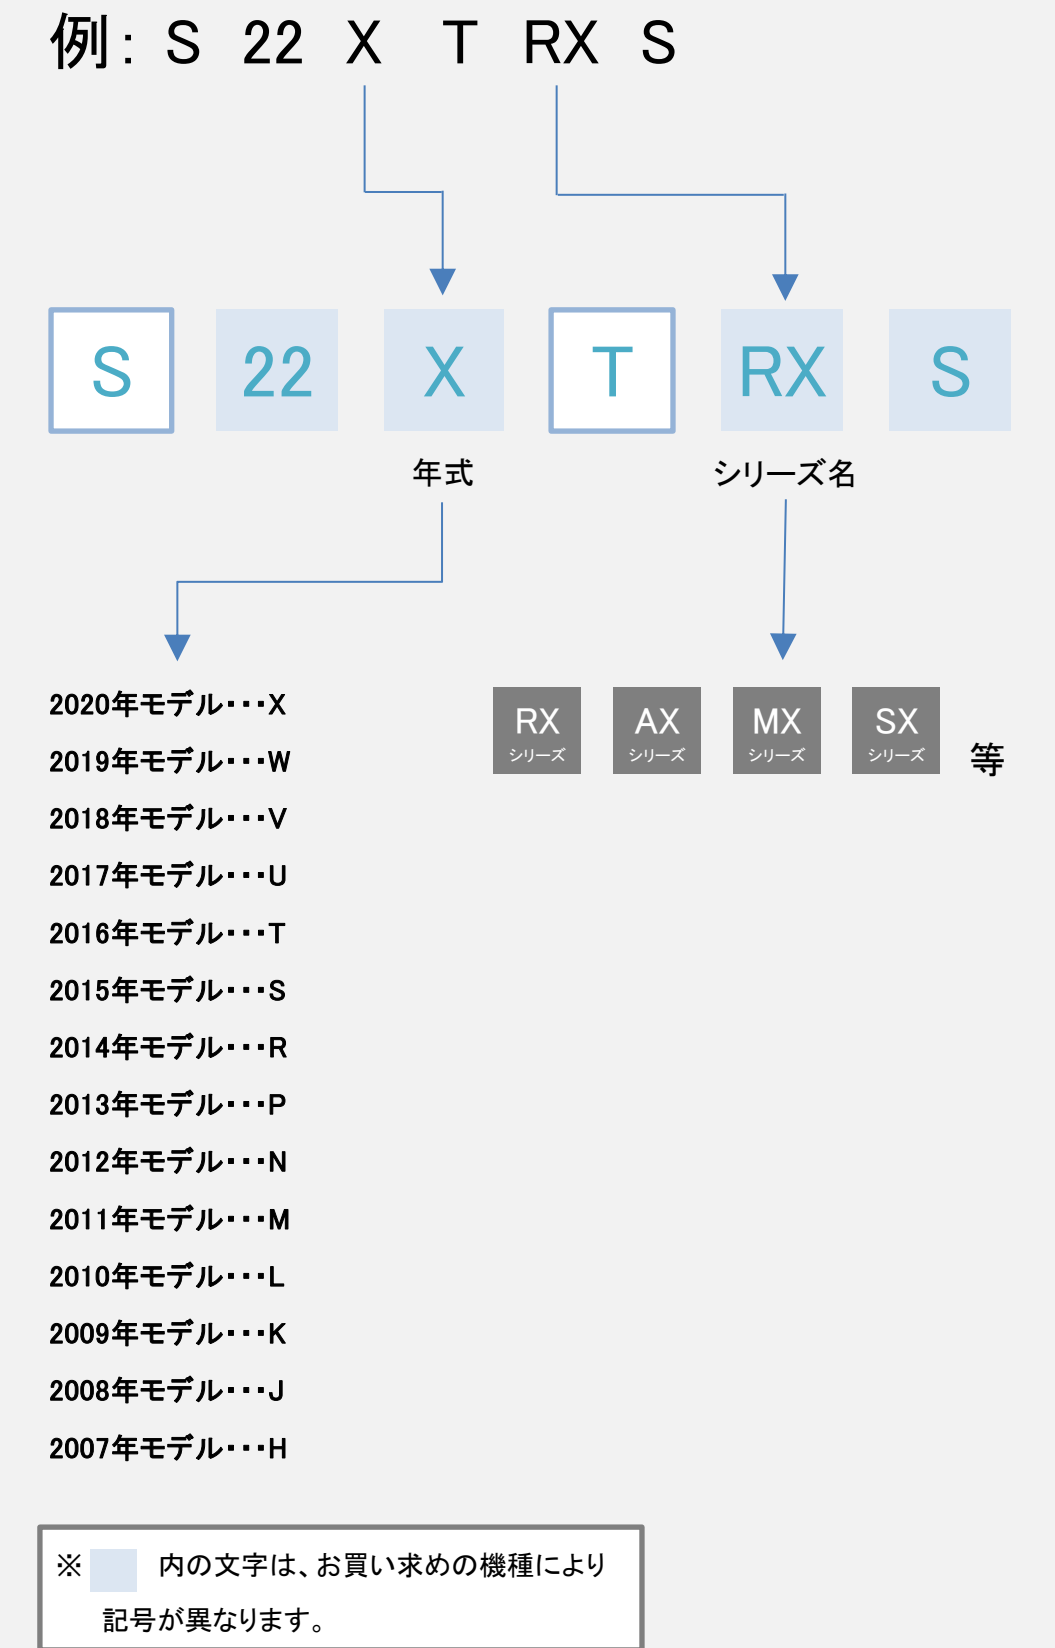 例: S 22 X T RX S
S 22 X T RX S
年式 シリーズ名
2020年モデル・・・X
2019年モデル・・・W
2018年モデル・・・V
2017年モデル・・・U
2016年モデル・・・T
2015年モデル・・・S
2014年モデル・・・R
2013年モデル・・・P
2012年モデル・・・N
2011年モデル・・・M
2010年モデル・・・L
2009年モデル・・・K
2008年モデル・・・J
2007年モデル・・・H
RX AX MX SX
シリーズ シリーズ シリーズ シリーズ 等
※ 内の文字は、お買い求めの機種により
記号が異なります。